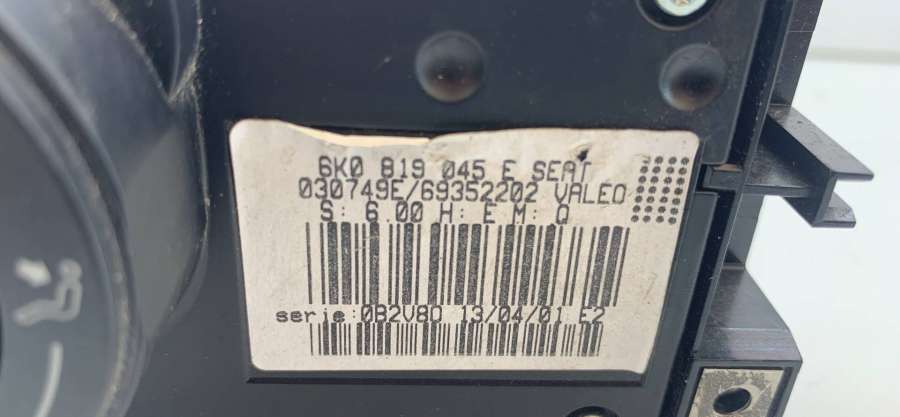 6K0 819 045 E SEAT
030749E/69352202 VALEO
S: 6.00 H: E M: Q
serie:0B2V8D 13/04/01 E2